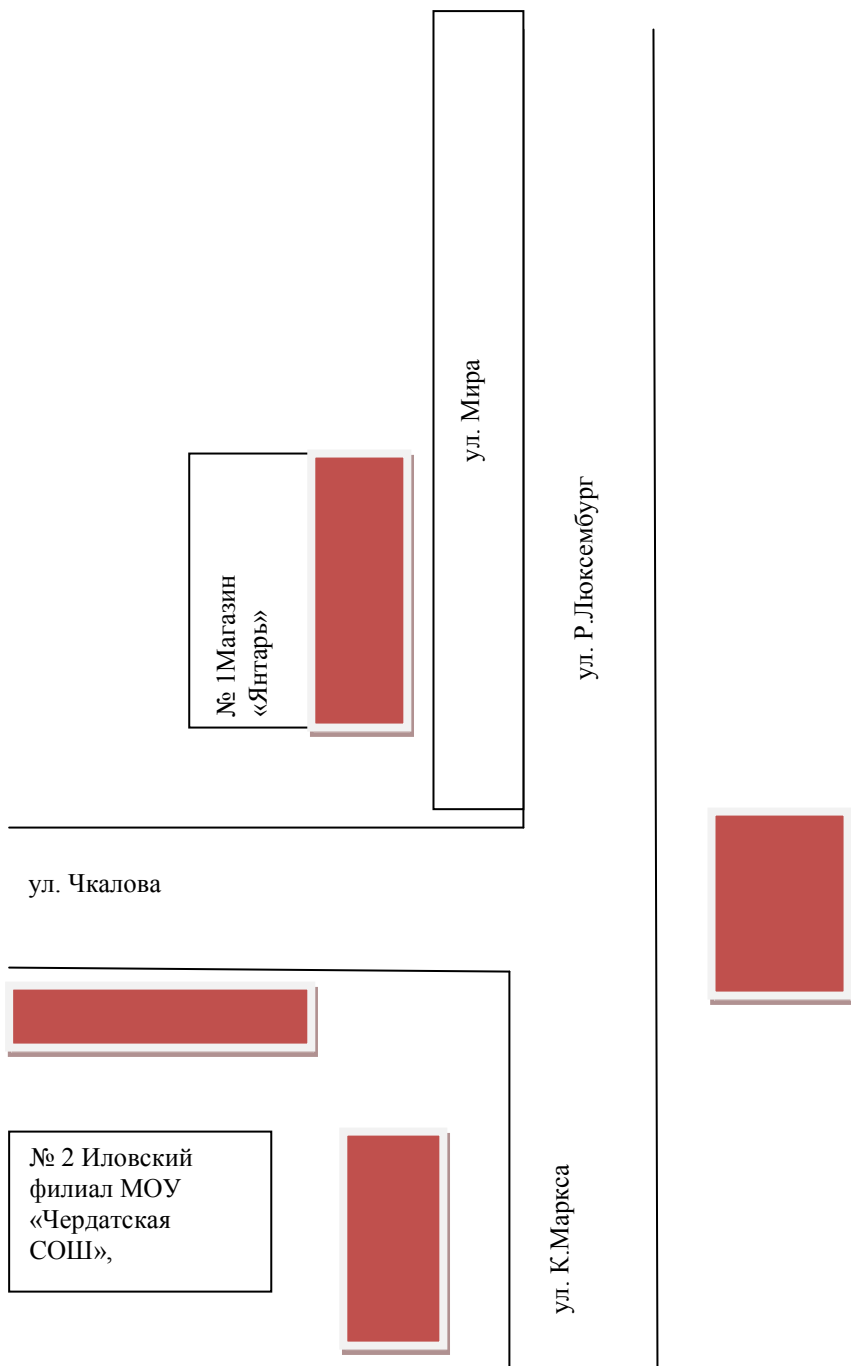 ул. Мира
ул. Р.Люксембург
№ 1Магазин
«Янтарь»
ул. Чкалова
№ 2 Иловский
филиал МОУ
«Чердатская
СОШ»,
ул. К.Маркса